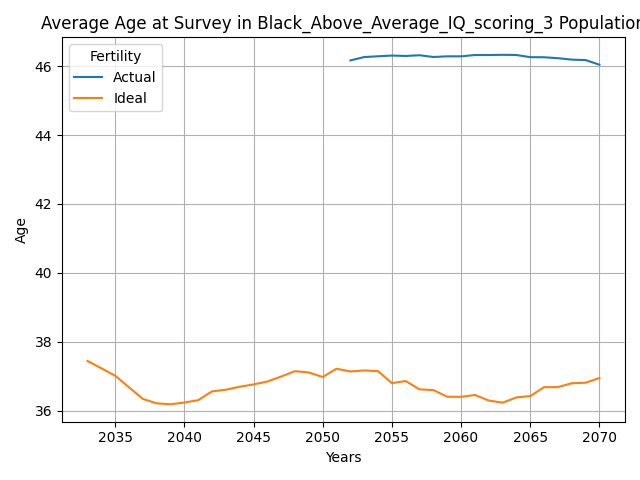 Average Age at Survey in Black_Above_Average_IQ_scoring_3 Population
Fertility
Actual
Ideal
46
44
42
40
38
36
Age
2035 2040 2045 2050 2055 2060 2065 2070
Years